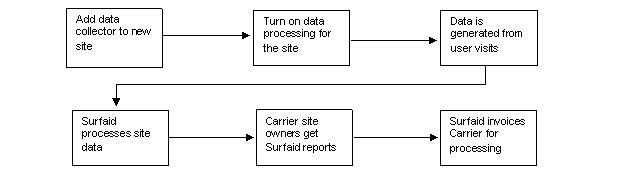 Add data
collector to new
site
Turn on data
processing for
the site
Data is
generated from
user visits
Surfaid
processes site
data
Carrier site
owners get
Surfaid reports
Surfaid invoices
Carrier for
processing